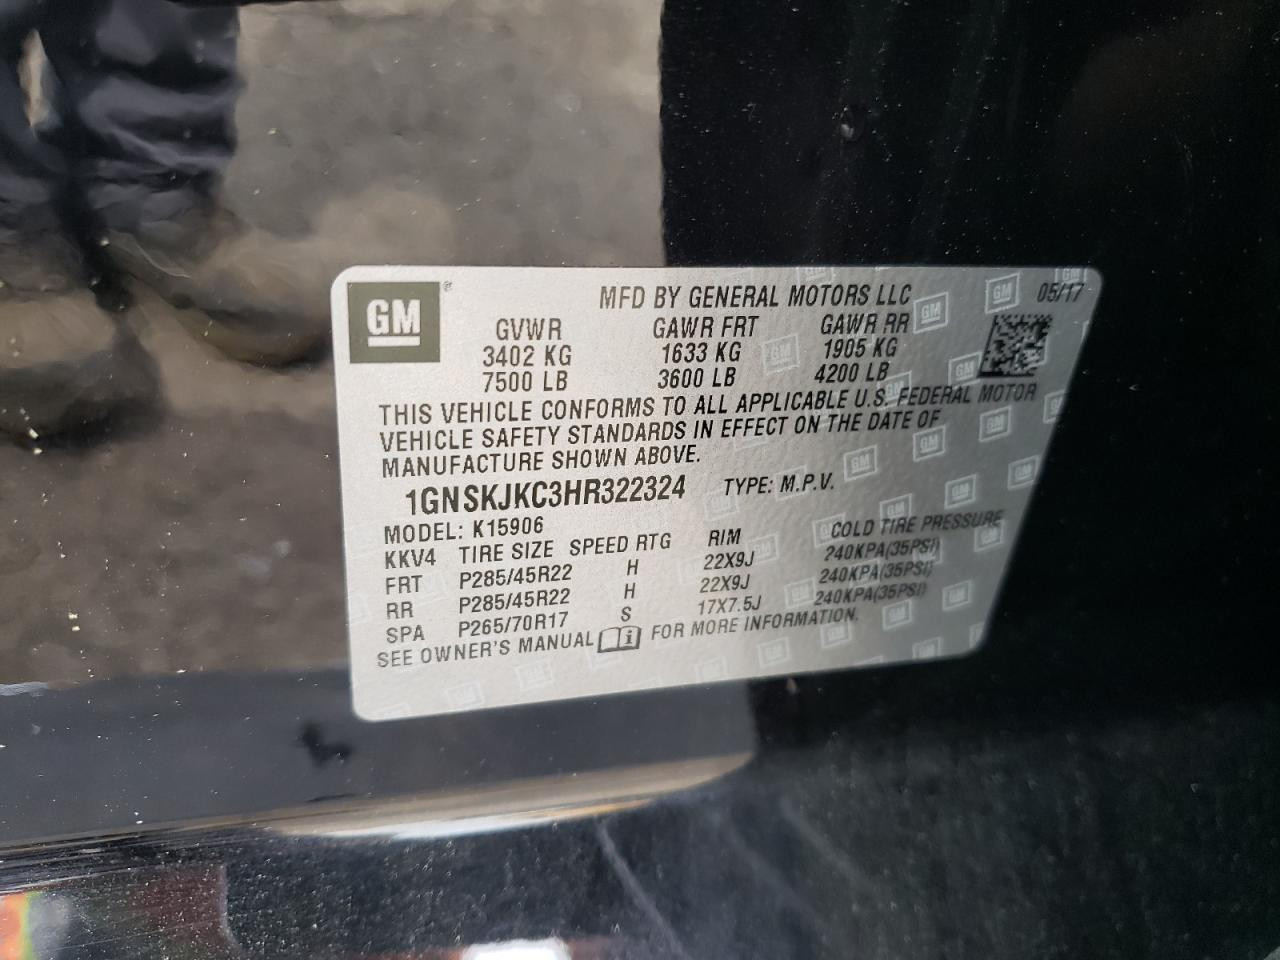 GM® MFD BY GENERAL MOTORS LLC 05/17
GVWR GAWR FRT GAWR RR
3402 KG 1633 KG 1905 KG
7500 LB 3600 LB 4200 LB
THIS VEHICLE CONFORMS TO ALL APPLICABLE U.S. FEDERAL MOTOR
VEHICLE SAFETY STANDARDS IN EFFECT ON THE DATE OF
MANUFACTURE SHOWN ABOVE.
1GNSKJKC3HR322324 TYPE: M.P.V.
MODEL: K15906
KKV4 TIRE SIZE SPEED RTG RIM COLD TIRE PRESSURE
FRT P285/45R22 H 22X9J 240KPA(35PSI)
RR P285/45R22 H 22X9J 240KPA(35PSI)
SPA P265/70R17 S 17X7.5J 240KPA(35PSI)
SEE OWNER'S MANUAL FOR MORE INFORMATION.